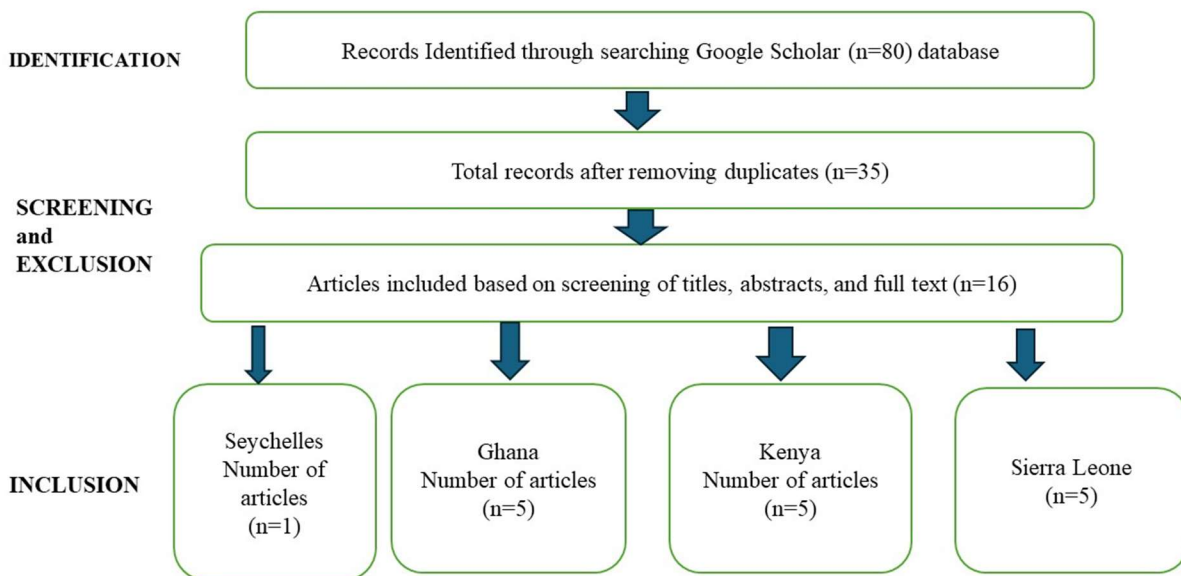 IDENTIFICATION
Records Identified through searching Google Scholar (n=80) database
Total records after removing duplicates (n=35)
SCREENING
and
EXCLUSION
Articles included based on screening of titles, abstracts, and full text (n=16)
INCLUSION
Seychelles
Number of
articles
(n=1)
Ghana
Number of articles
(n=5)
Kenya
Number of articles
(n=5)
Sierra Leone
(n=5)